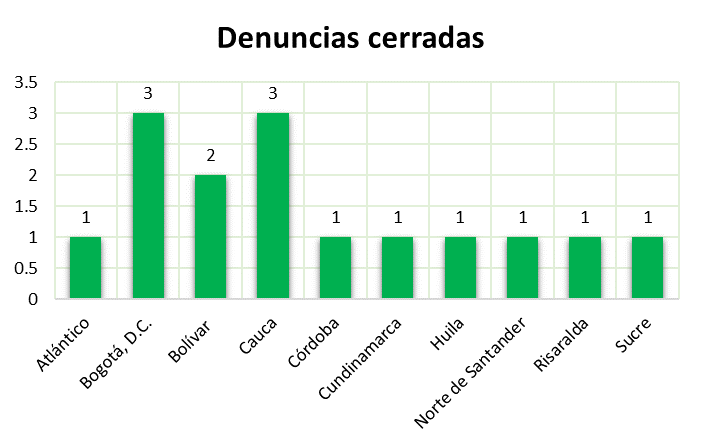 Denuncias cerradas
3.5
3
2.5
2
1.5
1
0.5
0
1
3
2
3
1
1
1
1
1
1
Atlántico
Bogotá, D.C.
Bolívar
Cauca
Córdoba
Cundinamarca
Huila
Norte de Santander
Risaralda
Sucre